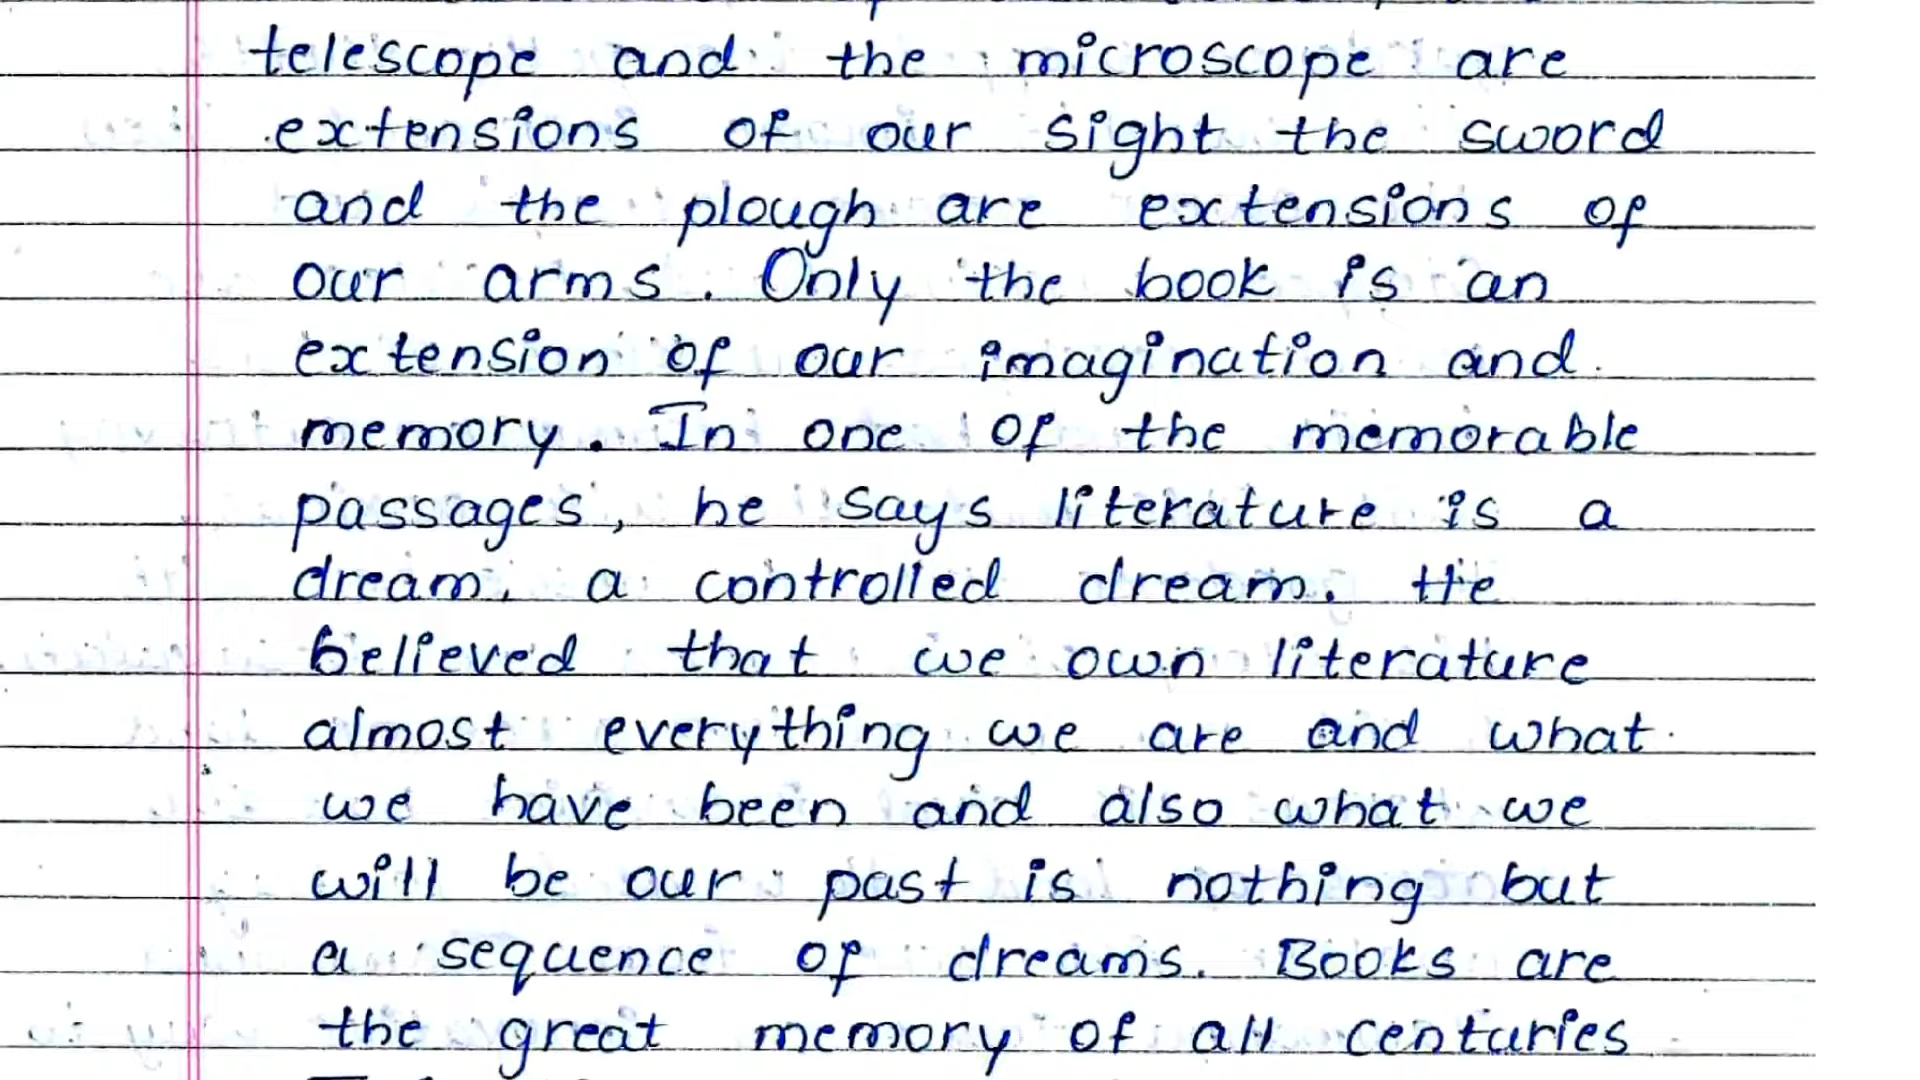 telescope and the microscope are
extensions of our sight the sword
and the plough are extensions of
our arms. Only the book is an
extension of our imagination and
memory. In one of the memorable
passages, he says literature is a
dream, a controlled dream. He
believed that we own literature
almost everything we are and what
we have been and also what we
will be our past is nothing but
a sequence of dreams. Books are
the great memory of all centuries